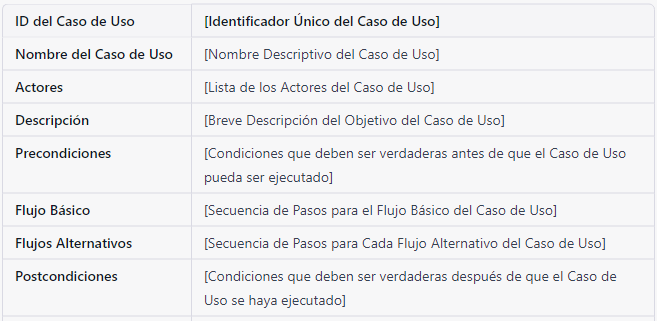 ID del Caso de Uso [Identificador Único del Caso de Uso]
Nombre del Caso de Uso [Nombre Descriptivo del Caso de Uso]
Actores [Lista de los Actores del Caso de Uso]
Descripción [Breve Descripción del Objetivo del Caso de Uso]
Precondiciones [Condiciones que deben ser verdaderas antes de que el Caso de Uso
pueda ser ejecutado]
Flujo Básico [Secuencia de Pasos para el Flujo Básico del Caso de Uso]
Flujos Alternativos [Secuencia de Pasos para Cada Flujo Alternativo del Caso de Uso]
Postcondiciones [Condiciones que deben ser verdaderas después de que el Caso de
Uso se haya ejecutado]